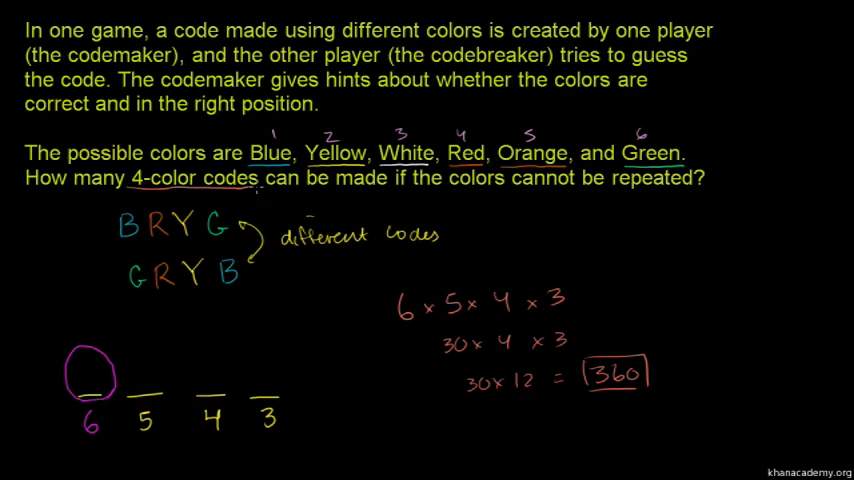 In one game, a code made using different colors is created by one player
(the codemaker), and the other player (the codebreaker) tries to guess
the code. The codemaker gives hints about whether the colors are
correct and in the right position.
1 2 3 4 5 6
The possible colors are Blue, Yellow, White, Red, Orange, and Green.
How many 4-color codes can be made if the colors cannot be repeated?
B R Y G
different codes
G R Y B
6 × 5 × 4 × 3
30 × 4 × 3
30 × 12 = 360
6 5 4 3
khanacademy.org